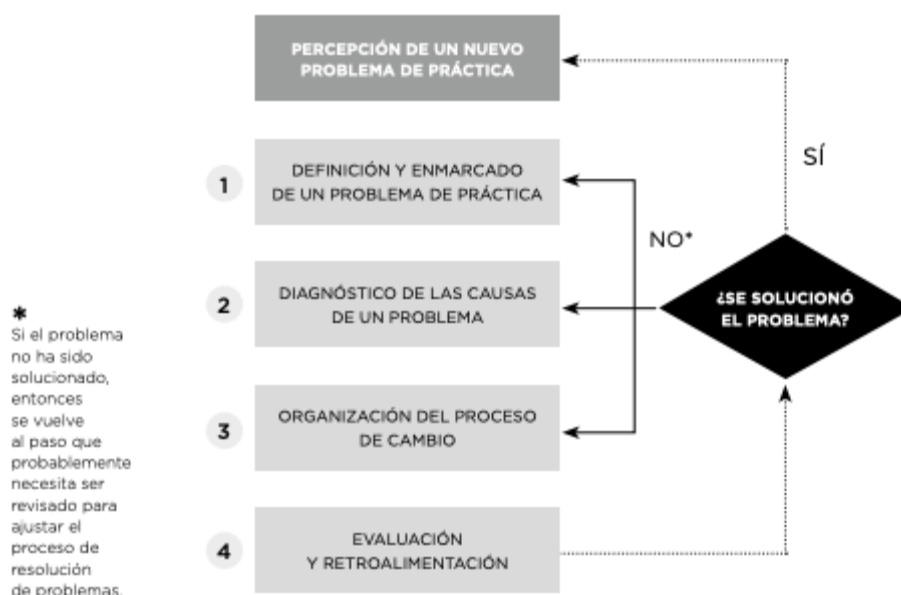 PERCEPCIÓN DE UN NUEVO
PROBLEMA DE PRÁCTICA
SÍ
1
DEFINICIÓN Y ENMARCADO
DE UN PROBLEMA DE PRÁCTICA
NO*
2
DIAGNÓSTICO DE LAS CAUSAS
DE UN PROBLEMA
¿SE SOLUCIONÓ
EL PROBLEMA?
3
ORGANIZACIÓN DEL PROCESO
DE CAMBIO
4
EVALUACIÓN
Y RETROALIMENTACIÓN
*
Si el problema
no ha sido
solucionado,
entonces
se vuelve
al paso que
probablemente
necesita ser
revisado para
ajustar el
proceso de
resolución
de problemas.